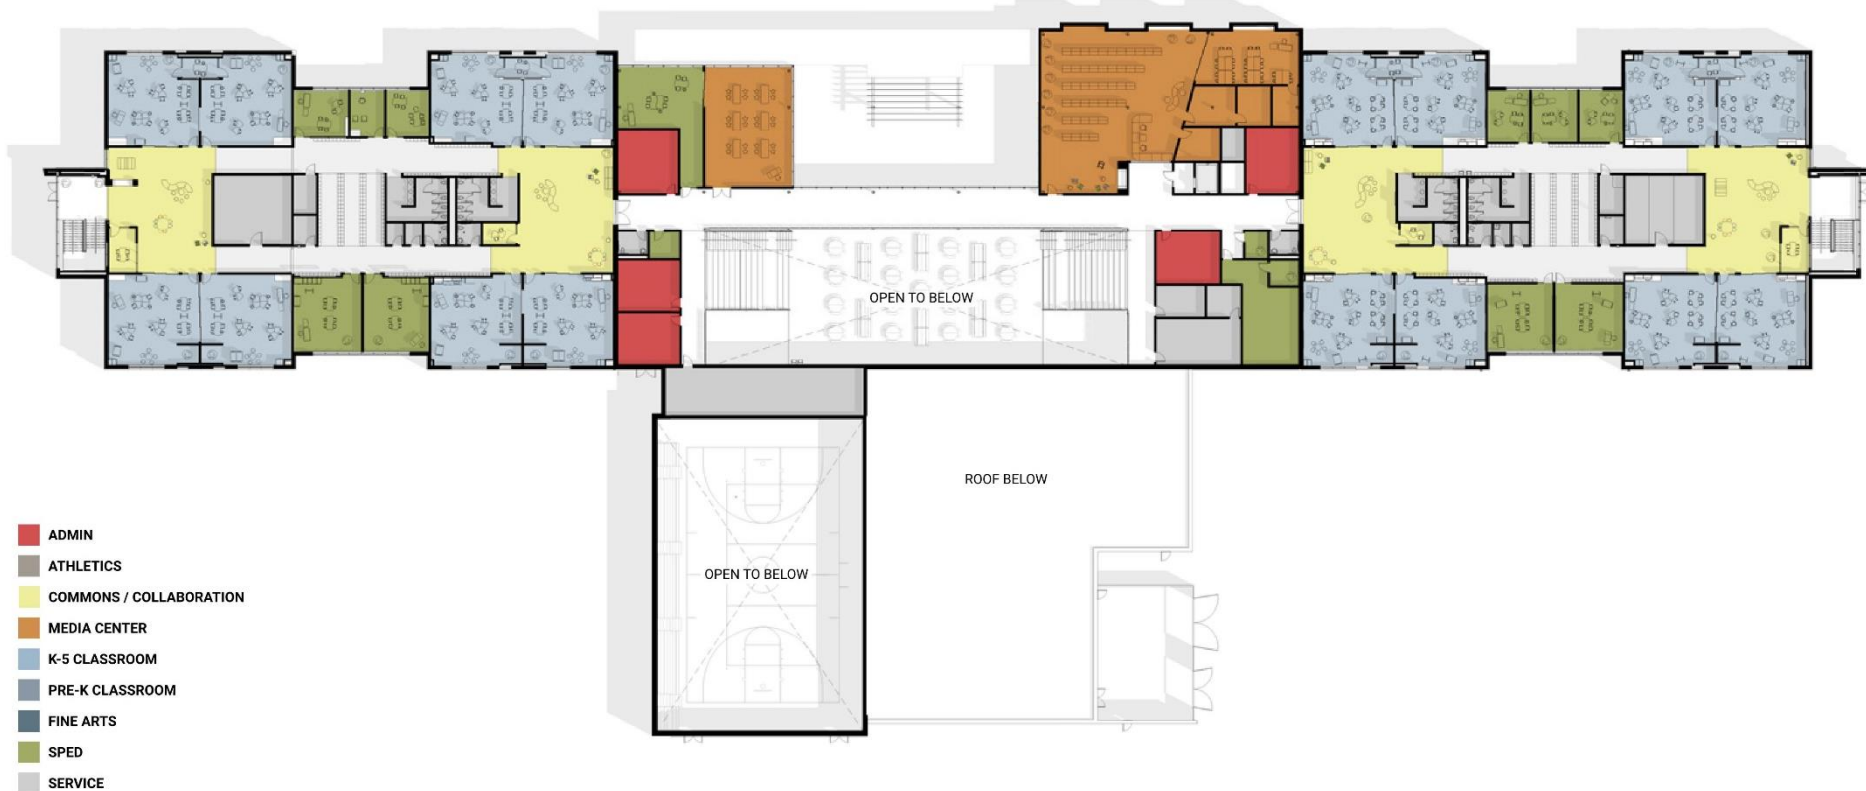 OPEN TO BELOW
ROOF BELOW
OPEN TO BELOW
ADMIN
ATHLETICS
COMMONS / COLLABORATION
MEDIA CENTER
K-5 CLASSROOM
PRE-K CLASSROOM
FINE ARTS
SPED
SERVICE